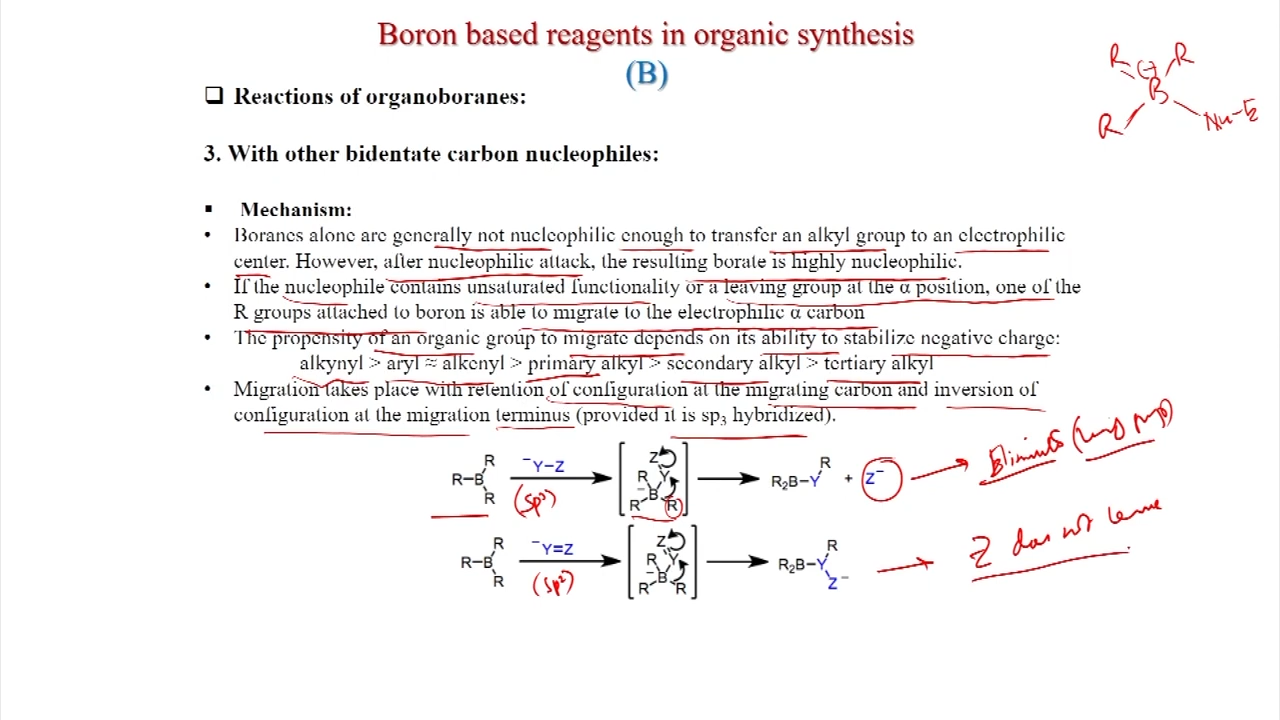 Boron based reagents in organic synthesis
(B)
❑ Reactions of organoboranes:
3. With other bidentate carbon nucleophiles:
▪ Mechanism:
• Boranes alone are generally not nucleophilic enough to transfer an alkyl group to an electrophilic
center. However, after nucleophilic attack, the resulting borate is highly nucleophilic.
• If the nucleophile contains unsaturated functionality or a leaving group at the α position, one of the
R groups attached to boron is able to migrate to the electrophilic α carbon
• The propensity of an organic group to migrate depends on its ability to stabilize negative charge:
alkynyl > aryl ≈ alkenyl > primary alkyl > secondary alkyl > tertiary alkyl
• Migration takes place with retention of configuration at the migrating carbon and inversion of
configuration at the migration terminus (provided it is sp₃ hybridized).
R R
⊖
B
R Nu-E
R
R-B
R
⁻Y-Z
(sp³)
Z
R Y
⁻B
R R
R
R₂B-Y + Z⁻
R
R-B
R
⁻Y=Z
(sp²)
Z
R Y
⁻B
R R
R
R₂B-Y
Z⁻
Z does not leave